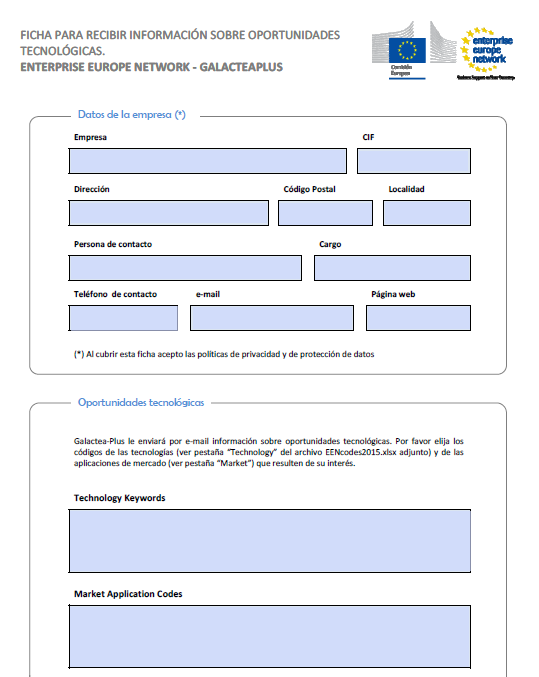 FICHA PARA RECIBIR INFORMACIÓN SOBRE OPORTUNIDADES
TECNOLÓGICAS.
ENTERPRISE EUROPE NETWORK - GALACTEAPLUS
Comisión
Europea
enterprise
europe
network
Business Support on Your Doorstep
Datos de la empresa (*)
Empresa CIF
Dirección Código Postal Localidad
Persona de contacto Cargo
Teléfono de contacto e-mail Página web
(*) Al cubrir esta ficha acepto las políticas de privacidad y de protección de datos
Oportunidades tecnológicas
Galactea-Plus le enviará por e-mail información sobre oportunidades tecnológicas. Por favor elija los
códigos de las tecnologías (ver pestaña “Technology” del archivo EENcodes2015.xlsx adjunto) y de las
aplicaciones de mercado (ver pestaña “Market”) que resulten de su interés.
Technology Keywords
Market Application Codes